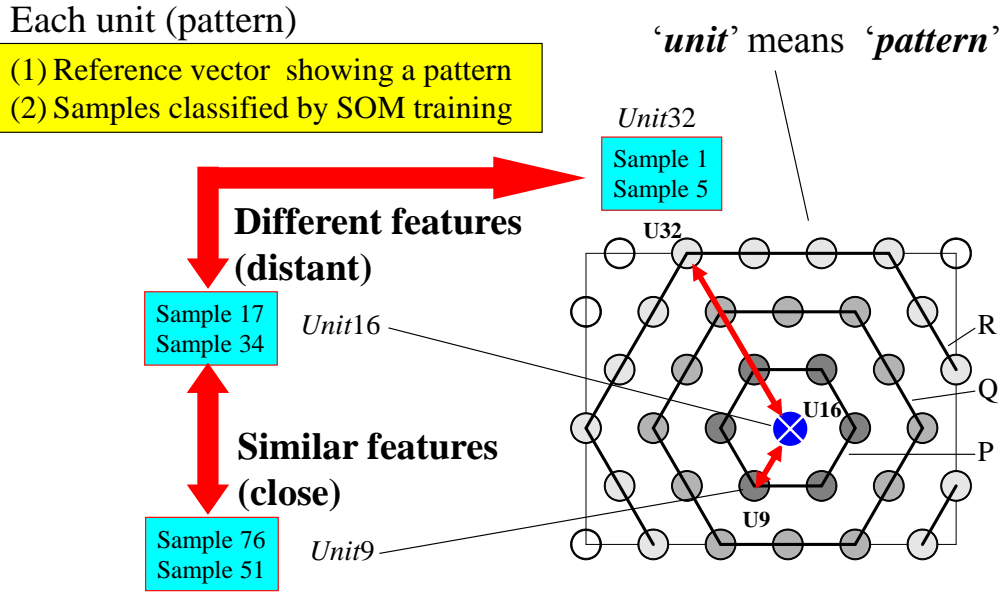 Each unit (pattern)
(1) Reference vector showing a pattern
(2) Samples classified by SOM training
‘unit’ means ‘pattern’
Unit32
Sample 1
Sample 5
Different features
(distant)
U32
Sample 17
Sample 34
Unit16
R
Q
U16
P
Similar features
(close)
U9
Sample 76
Sample 51
Unit9